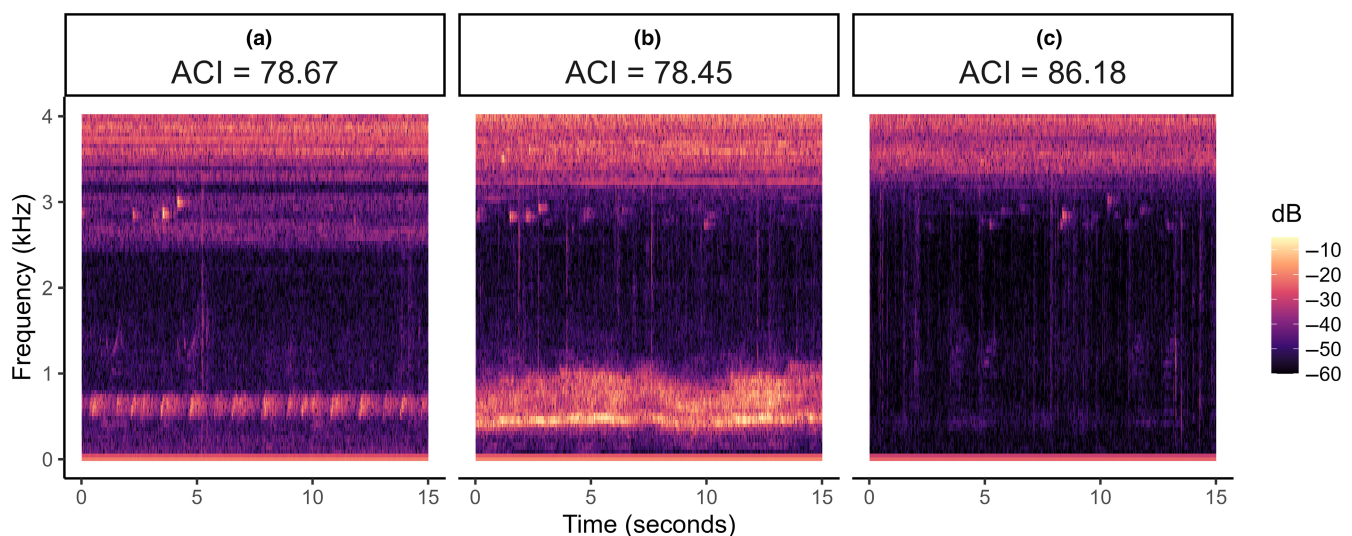 (a) (b) (c)
ACI = 78.67 ACI = 78.45 ACI = 86.18
4
3
2
1
0
Frequency (kHz)
0 5 10 15 0 5 10 15 0 5 10 15
Time (seconds)
dB
−10
−20
−30
−40
−50
−60